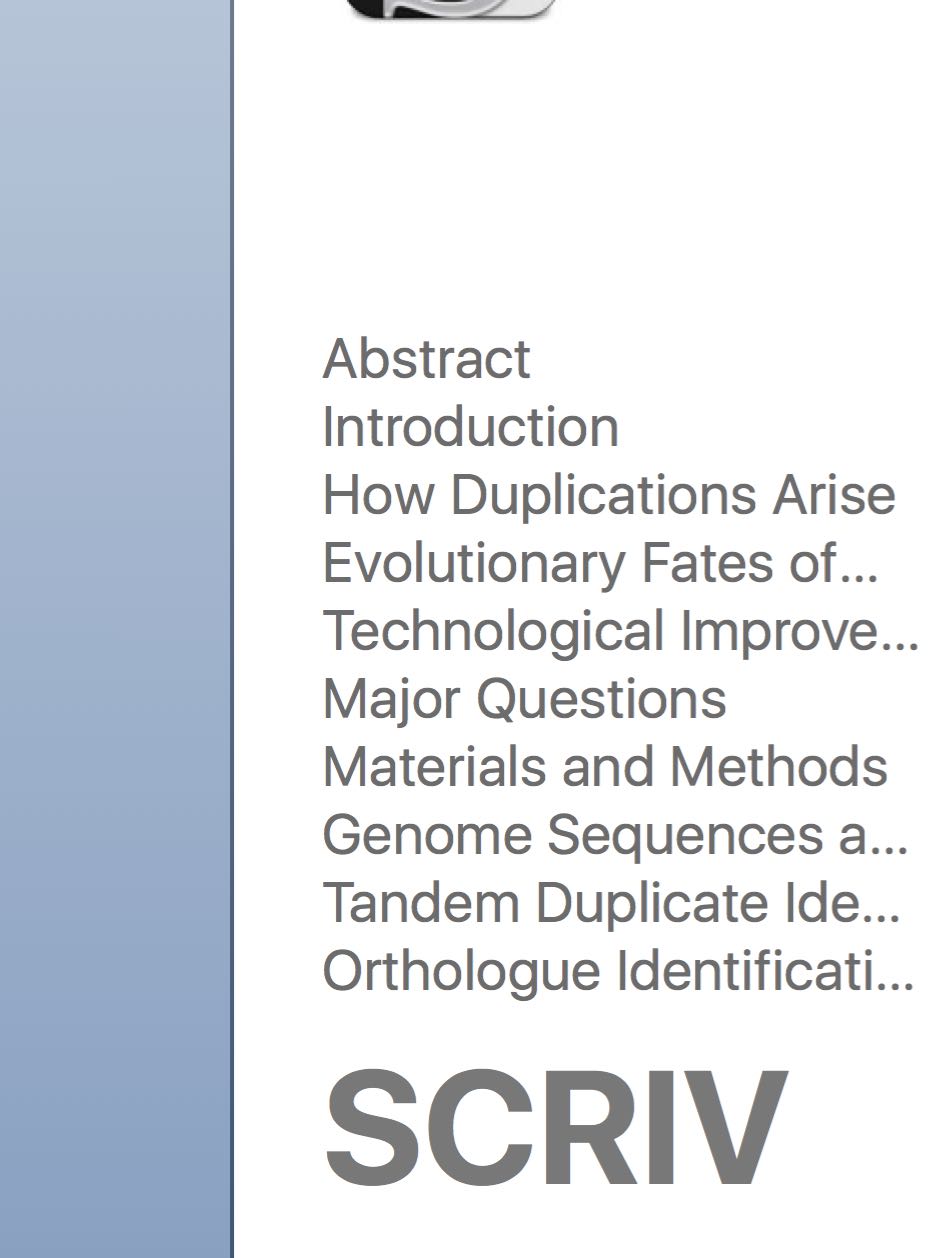 Abstract
Introduction
How Duplications Arise
Evolutionary Fates of...
Technological Improve...
Major Questions
Materials and Methods
Genome Sequences a...
Tandem Duplicate Ide...
Orthologue Identificati...
SCRIV